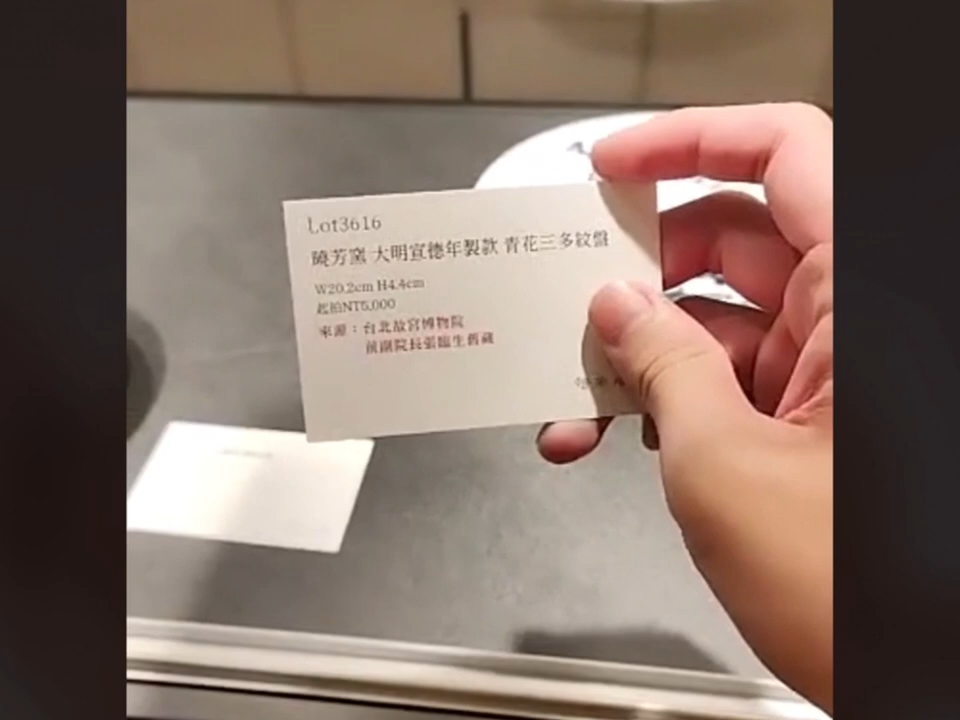 Lot3616
曉芳窯 大明宣德年製款 青花三多紋盤
W20.2cm H4.4cm
起拍NT5,000
來源：台北故宮博物院
前副院長張臨生舊藏